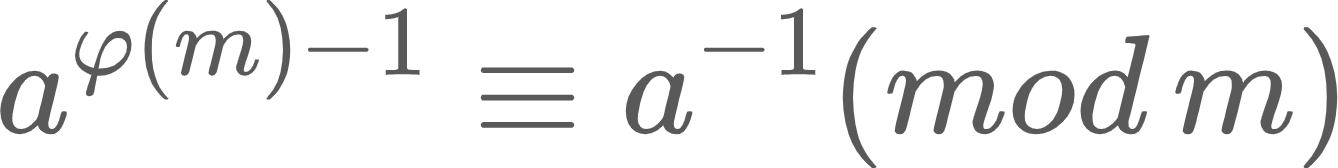 a^{φ(m)−1} ≡ a^{−1}(mod m)